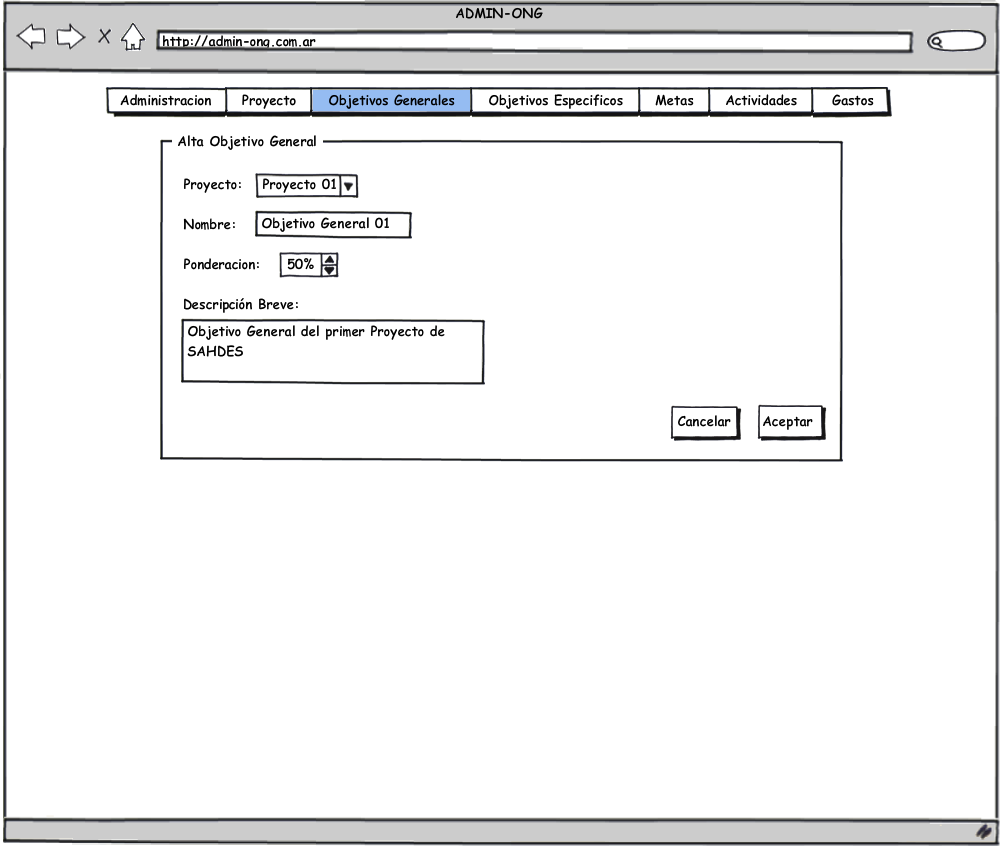 ADMIN-ONG
http://admin-ong.com.ar
Administracion Proyecto Objetivos Generales Objetivos Especificos Metas Actividades Gastos
Alta Objetivo General
Proyecto: Proyecto 01
Nombre: Objetivo General 01
Ponderacion: 50%
Descripción Breve:
Objetivo General del primer Proyecto de
SAHDES
Cancelar Aceptar